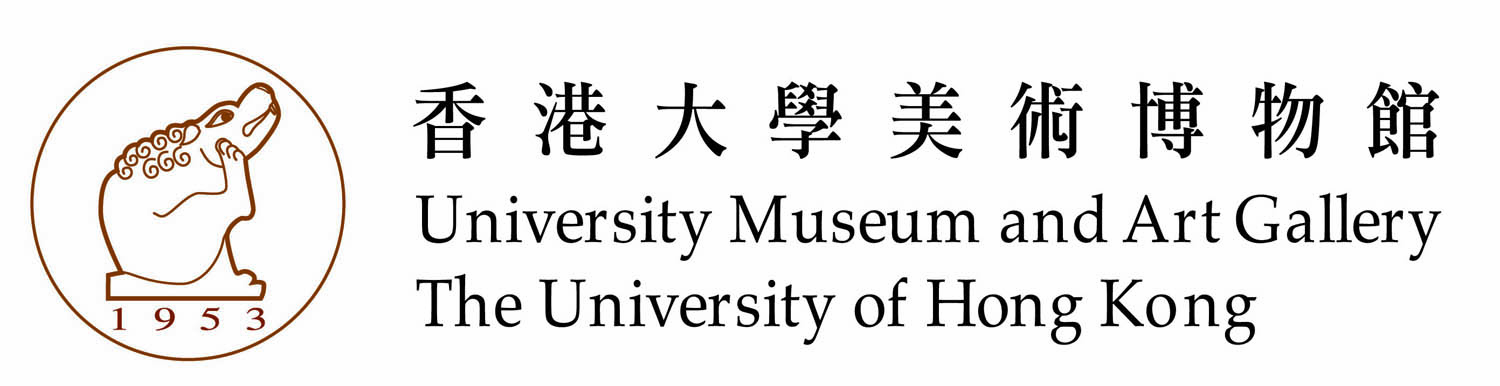 1953
香港大學美術博物館
University Museum and Art Gallery
The University of Hong Kong